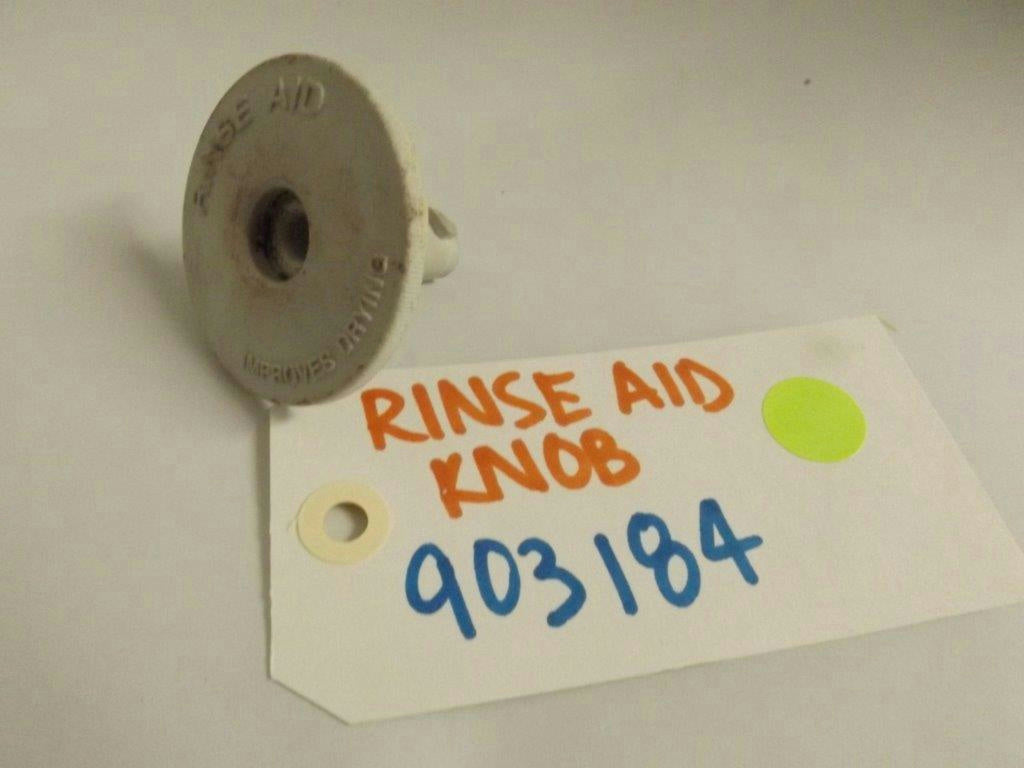 RINSE AID
IMPROVES DRYING
RINSE AID
KNOB
903184